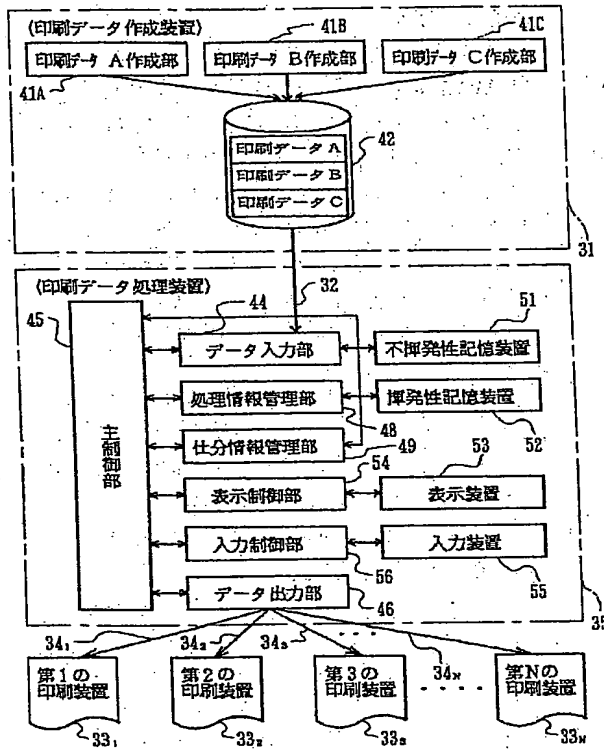 〈印刷データ作成装置〉
41B
41C
印刷データ A作成部
印刷データ B作成部
印刷データ C作成部
41A
42
印刷データA
印刷データB
印刷データC
31
〈印刷データ処理装置〉
32
45
44
51
データ入力部
不揮発性記憶装置
処理情報管理部
揮発性記憶装置
48
52
主制御部
仕分情報管理部
49
54
53
表示制御部
表示装置
入力制御部
入力装置
56
55
データ出力部
46
35
34₁
34₂
34₃
34N
第1の印刷装置
第2の印刷装置
第3の印刷装置
第Nの印刷装置
33₁
33₂
33₃
33N